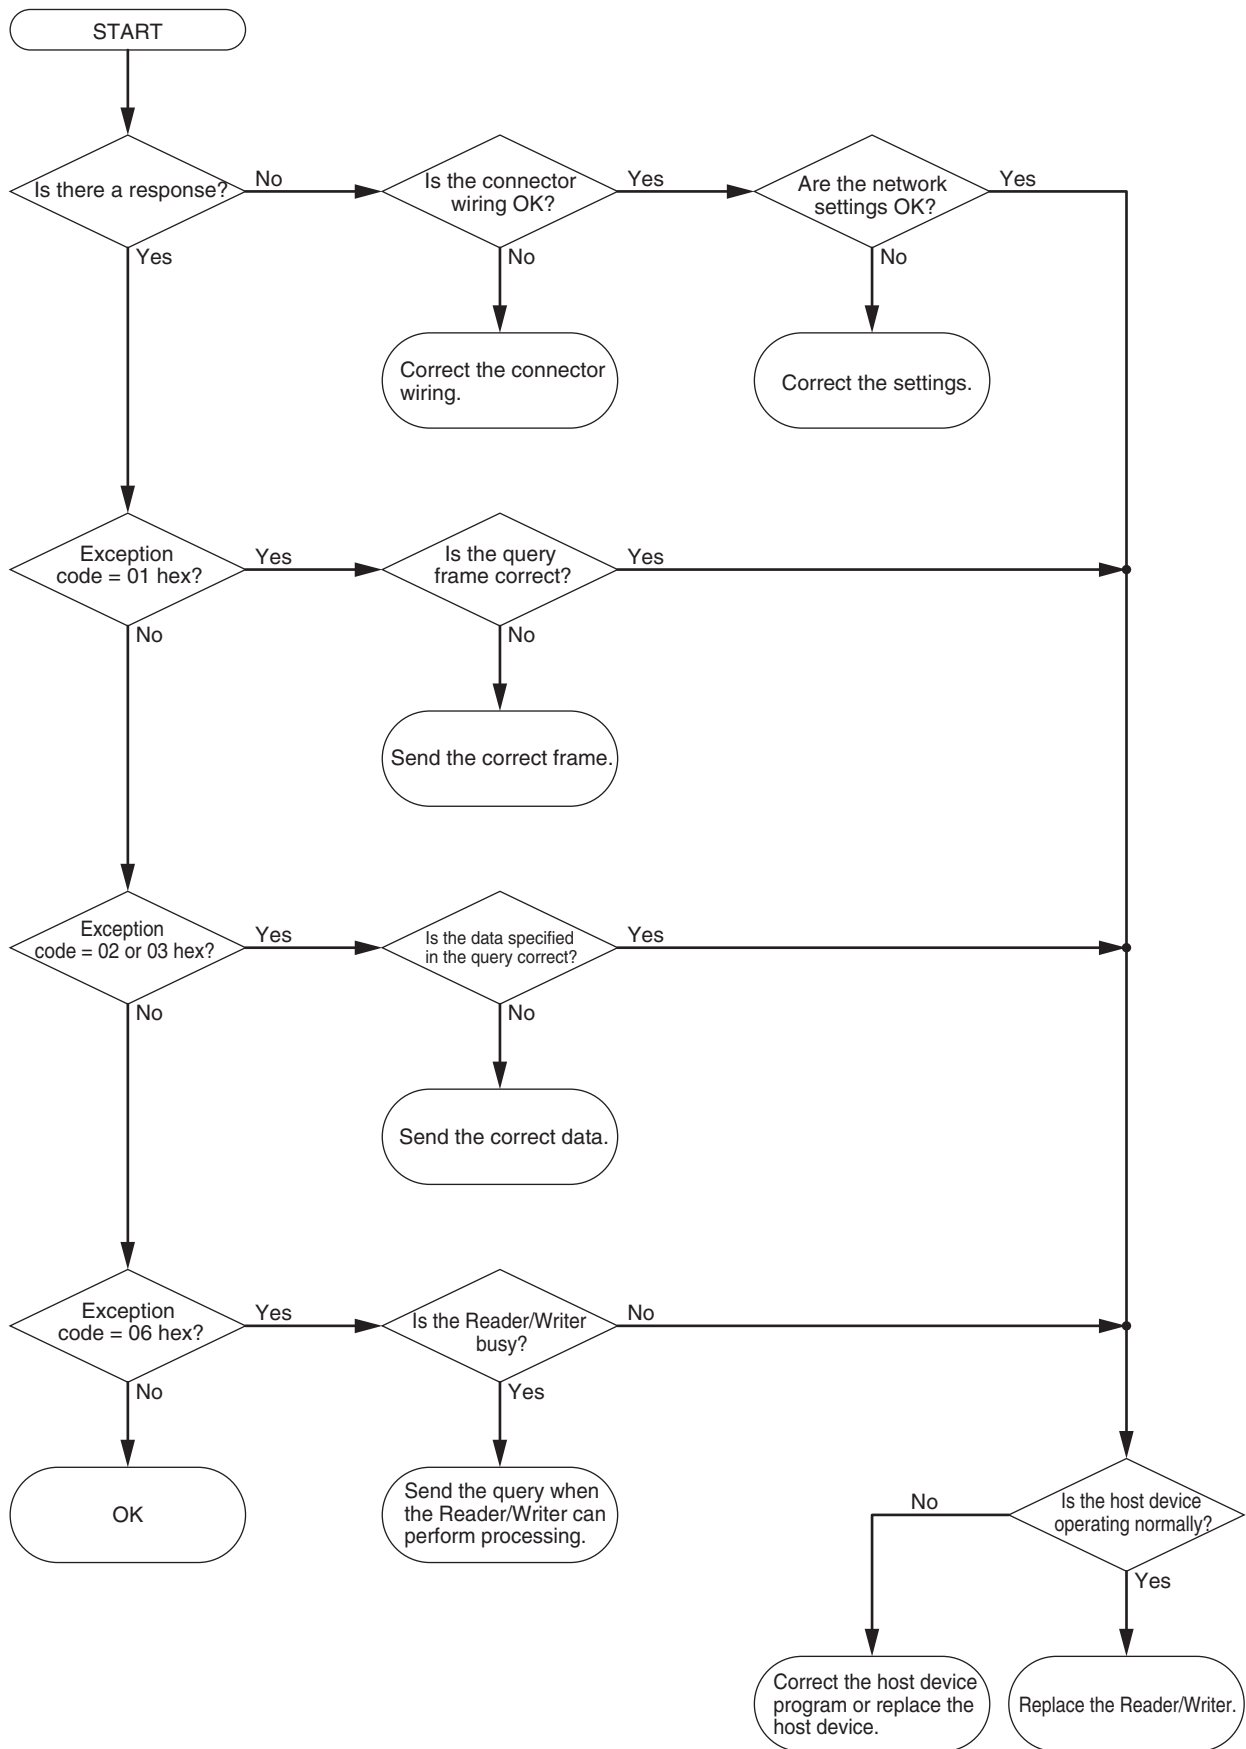 START
Is there a response?
No
Is the connector
wiring OK?
Yes
Are the network
settings OK?
Yes
Yes
No
No
Correct the connector
wiring.
Correct the settings.
Exception
code = 01 hex?
Yes
Is the query
frame correct?
Yes
No
No
Send the correct frame.
Exception
code = 02 or 03 hex?
Yes
Is the data specified
in the query correct?
Yes
No
No
Send the correct data.
Exception
code = 06 hex?
Yes
Is the Reader/Writer
busy?
No
No
Yes
OK
Send the query when
the Reader/Writer can
perform processing.
No
Is the host device
operating normally?
Yes
Correct the host device
program or replace the
host device.
Replace the Reader/Writer.